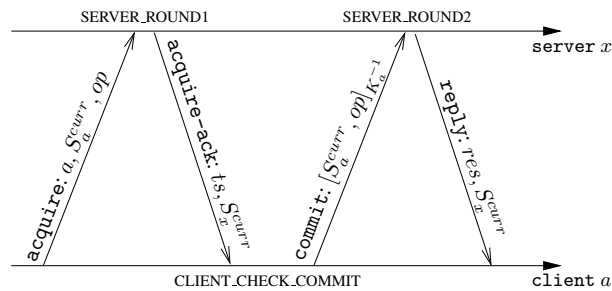 SERVER_ROUND1
SERVER_ROUND2
server x
acquire: a, S_a^{curr}, op
acquire-ack: ts, S_x^{curr}
commit: [S_a^{curr}, op]_{K_a^{-1}}
reply: res, S_x^{curr}
CLIENT_CHECK_COMMIT
client a